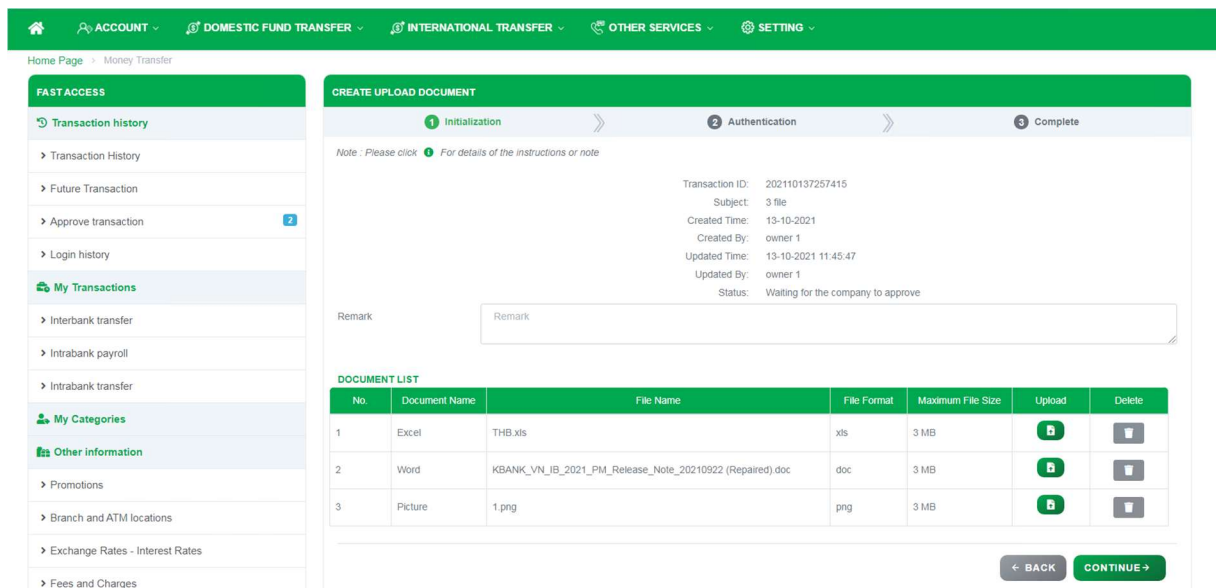 ACCOUNT DOMESTIC FUND TRANSFER INTERNATIONAL TRANSFER OTHER SERVICES SETTING
Home Page > Money Transfer
FAST ACCESS
Transaction history
> Transaction History
> Future Transaction
> Approve transaction 2
> Login history
My Transactions
> Interbank transfer
> Intrabank payroll
> Intrabank transfer
My Categories
Other information
> Promotions
> Branch and ATM locations
> Exchange Rates - Interest Rates
> Fees and Charges
CREATE UPLOAD DOCUMENT
1 Initialization 2 Authentication 3 Complete
Note : Please click For details of the instructions or note
Transaction ID: 202110137257415
Subject: 3 file
Created Time: 13-10-2021
Created By: owner 1
Updated Time: 13-10-2021 11:45:47
Updated By: owner 1
Status: Waiting for the company to approve
Remark Remark
DOCUMENT LIST
No. Document Name File Name File Format Maximum File Size Upload Delete
1 Excel THB.xls xls 3 MB
2 Word KBANK_VN_IB_2021_PM_Release_Note_20210922 (Repaired).doc doc 3 MB
3 Picture 1.png png 3 MB
← BACK CONTINUE →